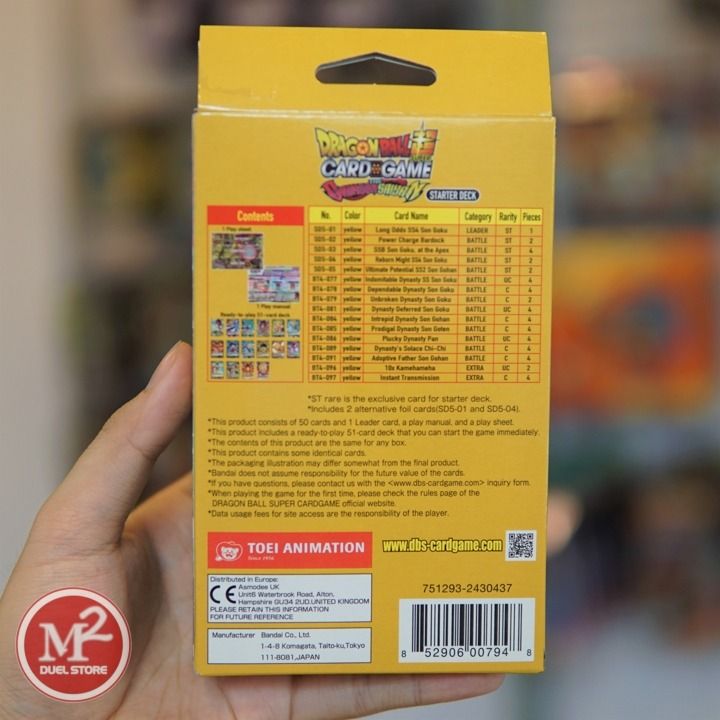 DRAGON BALL
SUPER
CARD GAME
THE CRIMSON SAIYAN
STARTER DECK
Contents
1 Play sheet
1 Play manual
Ready-to-play 51-card deck
No. Color Card Name Category Rarity Pieces
SD5-01 yellow Long Odds SS4 Son Goku LEADER ST 1
SD5-02 yellow Power Charge Bardock BATTLE ST 2
SD5-03 yellow SSB Son Goku, at the Apex BATTLE ST 4
SD5-04 yellow Reborn Might SS4 Son Goku BATTLE ST 2
SD5-05 yellow Ultimate Potential SS2 Son Gohan BATTLE ST 2
BT4-077 yellow Indomitable Dynasty SS Son Goku BATTLE UC 4
BT4-078 yellow Dependable Dynasty Son Goku BATTLE C 4
BT4-079 yellow Unbroken Dynasty Son Goku BATTLE C 2
BT4-081 yellow Dynasty Deferred Son Goku BATTLE UC 4
BT4-084 yellow Intrepid Dynasty Son Gohan BATTLE C 4
BT4-085 yellow Prodigal Dynasty Son Goten BATTLE C 4
BT4-086 yellow Plucky Dynasty Pan BATTLE UC 4
BT4-089 yellow Dynasty's Solace Chi-Chi BATTLE C 4
BT4-091 yellow Adoptive Father Son Gohan BATTLE C 4
BT4-096 yellow 10x Kamehameha EXTRA UC 2
BT4-097 yellow Instant Transmission EXTRA C 4
*ST rare is the exclusive card for starter deck.
*Includes 2 alternative foil cards(SD5-01 and SD5-04).
*This product consists of 50 cards and 1 Leader card, a play manual, and a play sheet.
*This product includes a ready-to-play 51-card deck that you can start the game immediately.
*The contents of this product are the same for any box.
*This product contains some identical cards.
*The packaging illustration may differ somewhat from the final product.
*Bandai does not assume responsibility for the future value of the cards.
*If you have questions, please contact us with the <www.dbs-cardgame.com> inquiry form.
*When playing the game for the first time, please check the rules page of the
DRAGON BALL SUPER CARDGAME official website.
*Data usage fees for site access are the responsibility of the player.
TOEI ANIMATION
Since 1956
www.dbs-cardgame.com
Distributed in Europe:
CE
Asmodee UK
Unit6 Waterbrook Road, Alton,
Hampshire GU34 2UD.UNITED KINGDOM
PLEASE RETAIN THIS INFORMATION
FOR FUTURE REFERENCE
Manufacturer Bandai Co., Ltd.
1-4-8 Komagata, Taito-ku,Tokyo
111-8081,JAPAN
751293-2430437
8 52906 00794 8
M2
DUEL STORE